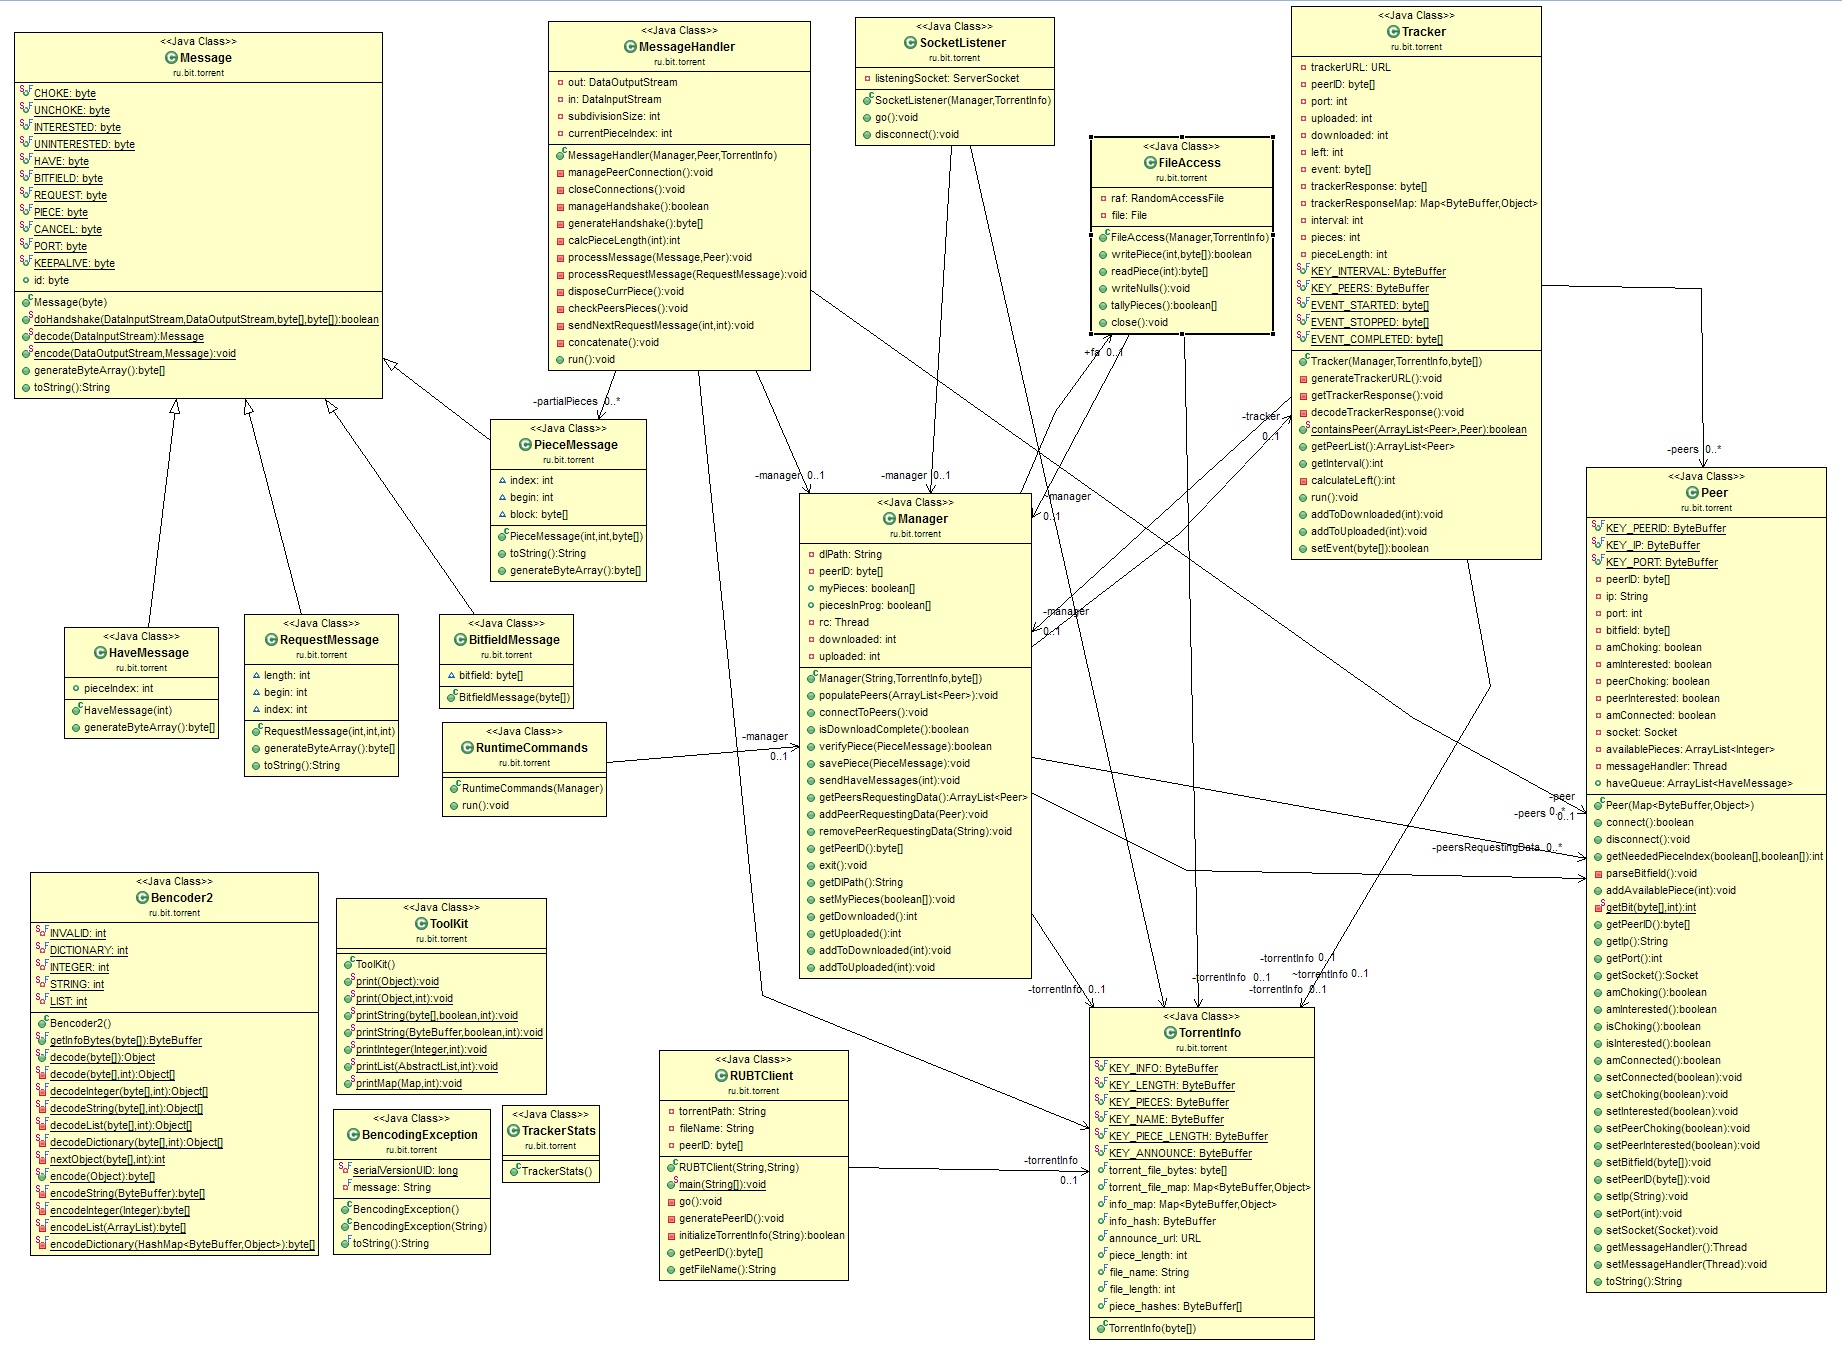 <<Java Class>>
Message
ru.bit.torrent
CHOKE: byte
UNCHOKE: byte
INTERESTED: byte
UNINTERESTED: byte
HAVE: byte
BITFIELD: byte
REQUEST: byte
PIECE: byte
CANCEL: byte
PORT: byte
KEEPALIVE: byte
id: byte
Message(byte)
doHandshake(DataInputStream,DataOutputStream,byte[],byte[]):boolean
decode(DataInputStream):Message
encode(DataOutputStream,Message):void
generateByteArray():byte[]
toString():String
<<Java Class>>
MessageHandler
ru.bit.torrent
out: DataOutputStream
in: DataInputStream
subdivisionSize: int
currentPieceIndex: int
MessageHandler(Manager,Peer,TorrentInfo)
managePeerConnection():void
closeConnections():void
manageHandshake():boolean
generateHandshake():byte[]
calcPieceLength(int):int
processMessage(Message,Peer):void
processRequestMessage(RequestMessage):void
disposeCurrPiece():void
checkPeersPieces():void
sendNextRequestMessage(int,int):void
concatenate():void
run():void
<<Java Class>>
SocketListener
ru.bit.torrent
listeningSocket: ServerSocket
SocketListener(Manager,TorrentInfo)
go():void
disconnect():void
<<Java Class>>
FileAccess
ru.bit.torrent
raf: RandomAccessFile
file: File
FileAccess(Manager,TorrentInfo)
writePiece(int,byte[]):boolean
readPiece(int):byte[]
writeNulls():void
tallyPieces():boolean[]
close():void
<<Java Class>>
Tracker
ru.bit.torrent
trackerURL: URL
peerID: byte[]
port: int
uploaded: int
downloaded: int
left: int
event: byte[]
trackerResponse: byte[]
trackerResponseMap: Map<ByteBuffer,Object>
interval: int
pieces: int
pieceLength: int
KEY_INTERVAL: ByteBuffer
KEY_PEERS: ByteBuffer
EVENT_STARTED: byte[]
EVENT_STOPPED: byte[]
EVENT_COMPLETED: byte[]
Tracker(Manager,TorrentInfo,byte[])
generateTrackerURL():void
getTrackerResponse():void
decodeTrackerResponse():void
containsPeer(ArrayList<Peer>,Peer):boolean
getPeerList():ArrayList<Peer>
getInterval():int
calculateLeft():int
run():void
addToDownloaded(int):void
addToUploaded(int):void
setEvent(byte[]):boolean
+fa 0..1
-partialPieces 0..*
-tracker
0..1
-peers 0..*
-manager 0..1
-manager 0..1
-manager
0..1
-manager
0..1
<<Java Class>>
PieceMessage
ru.bit.torrent
index: int
begin: int
block: byte[]
PieceMessage(int,int,byte[])
toString():String
generateByteArray():byte[]
<<Java Class>>
HaveMessage
ru.bit.torrent
pieceIndex: int
HaveMessage(int)
generateByteArray():byte[]
<<Java Class>>
RequestMessage
ru.bit.torrent
length: int
begin: int
index: int
RequestMessage(int,int,int)
generateByteArray():byte[]
toString():String
<<Java Class>>
BitfieldMessage
ru.bit.torrent
bitfield: byte[]
BitfieldMessage(byte[])
<<Java Class>>
RuntimeCommands
ru.bit.torrent
RuntimeCommands(Manager)
run():void
-manager
0..1
<<Java Class>>
Manager
ru.bit.torrent
dlPath: String
peerID: byte[]
myPieces: boolean[]
piecesInProg: boolean[]
rc: Thread
downloaded: int
uploaded: int
Manager(String,TorrentInfo,byte[])
populatePeers(ArrayList<Peer>):void
connectToPeers():void
isDownloadComplete():boolean
verifyPiece(PieceMessage):boolean
savePiece(PieceMessage):void
sendHaveMessages(int):void
getPeersRequestingData():ArrayList<Peer>
addPeerRequestingData(Peer):void
removePeerRequestingData(String):void
getPeerID():byte[]
exit():void
getDlPath():String
setMyPieces(boolean[]):void
getDownloaded():int
getUploaded():int
addToDownloaded(int):void
addToUploaded(int):void
<<Java Class>>
Peer
ru.bit.torrent
KEY_PEERID: ByteBuffer
KEY_IP: ByteBuffer
KEY_PORT: ByteBuffer
peerID: byte[]
ip: String
port: int
bitfield: byte[]
amChoking: boolean
amInterested: boolean
peerChoking: boolean
peerInterested: boolean
amConnected: boolean
socket: Socket
availablePieces: ArrayList<Integer>
messageHandler: Thread
haveQueue: ArrayList<HaveMessage>
Peer(Map<ByteBuffer,Object>)
connect():boolean
disconnect():void
getNeededPieceIndex(boolean[],boolean[]):int
parseBitfield():void
addAvailablePiece(int):void
getBit(byte[],int):int
getPeerID():byte[]
getIp():String
getPort():int
getSocket():Socket
amChoking():boolean
amInterested():boolean
isChoking():boolean
isInterested():boolean
amConnected():boolean
setConnected(boolean):void
setChoking(boolean):void
setInterested(boolean):void
setPeerChoking(boolean):void
setPeerInterested(boolean):void
setBitfield(byte[]):void
setPeerID(byte[]):void
setIp(String):void
setPort(int):void
setSocket(Socket):void
getMessageHandler():Thread
setMessageHandler(Thread):void
toString():String
-peer
0..1
-peers 0..*
-peersRequestingData 0..*
-torrentInfo 0..1
-torrentInfo 0..1
~torrentInfo 0..1
-torrentInfo 0..1
-torrentInfo 0..1
<<Java Class>>
Bencoder2
ru.bit.torrent
INVALID: int
DICTIONARY: int
INTEGER: int
STRING: int
LIST: int
Bencoder2()
getInfoBytes(byte[]):ByteBuffer
decode(byte[]):Object
decode(byte[],int):Object[]
decodeInteger(byte[],int):Object[]
decodeString(byte[],int):Object[]
decodeList(byte[],int):Object[]
decodeDictionary(byte[],int):Object[]
nextObject(byte[],int):int
encode(Object):byte[]
encodeString(ByteBuffer):byte[]
encodeInteger(Integer):byte[]
encodeList(ArrayList):byte[]
encodeDictionary(HashMap<ByteBuffer,Object>):byte[]
<<Java Class>>
ToolKit
ru.bit.torrent
ToolKit()
print(Object):void
print(Object,int):void
printString(byte[],boolean,int):void
printString(ByteBuffer,boolean,int):void
printInteger(Integer,int):void
printList(AbstractList,int):void
printMap(Map,int):void
<<Java Class>>
BencodingException
ru.bit.torrent
serialVersionUID: long
message: String
BencodingException()
BencodingException(String)
toString():String
<<Java Class>>
TrackerStats
ru.bit.torrent
TrackerStats()
<<Java Class>>
RUBTClient
ru.bit.torrent
torrentPath: String
fileName: String
peerID: byte[]
RUBTClient(String,String)
main(String[]):void
go():void
generatePeerID():void
initializeTorrentInfo(String):boolean
getPeerID():byte[]
getFileName():String
-torrentInfo
0..1
<<Java Class>>
TorrentInfo
ru.bit.torrent
KEY_INFO: ByteBuffer
KEY_LENGTH: ByteBuffer
KEY_PIECES: ByteBuffer
KEY_NAME: ByteBuffer
KEY_PIECE_LENGTH: ByteBuffer
KEY_ANNOUNCE: ByteBuffer
torrent_file_bytes: byte[]
torrent_file_map: Map<ByteBuffer,Object>
info_map: Map<ByteBuffer,Object>
info_hash: ByteBuffer
announce_url: URL
piece_length: int
file_name: String
file_length: int
piece_hashes: ByteBuffer[]
TorrentInfo(byte[])